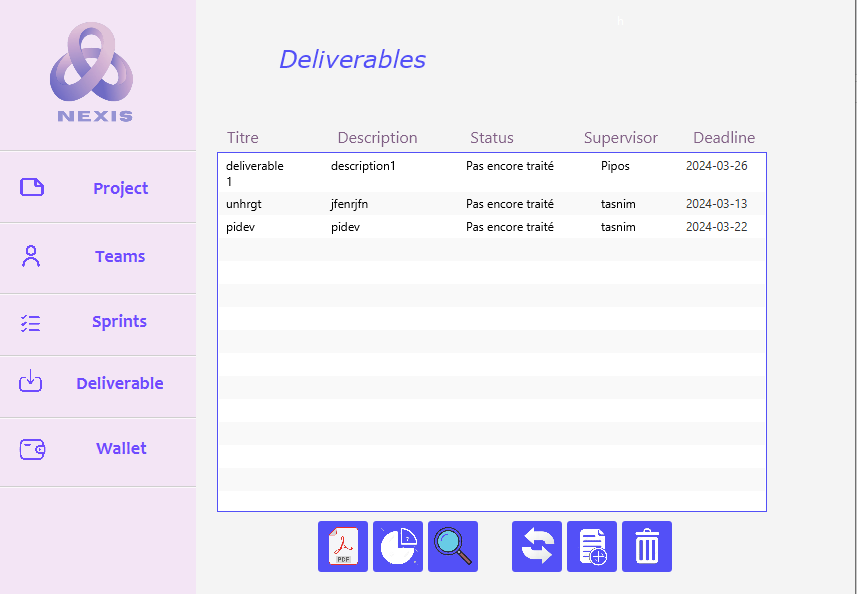 NEXIS
Deliverables
Project
Teams
Sprints
Deliverable
Wallet
Titre Description Status Supervisor Deadline
deliverable 1 description1 Pas encore traité Pipos 2024-03-26
unhrgt jfenrjfn Pas encore traité tasnim 2024-03-13
pidev pidev Pas encore traité tasnim 2024-03-22
PDF
?